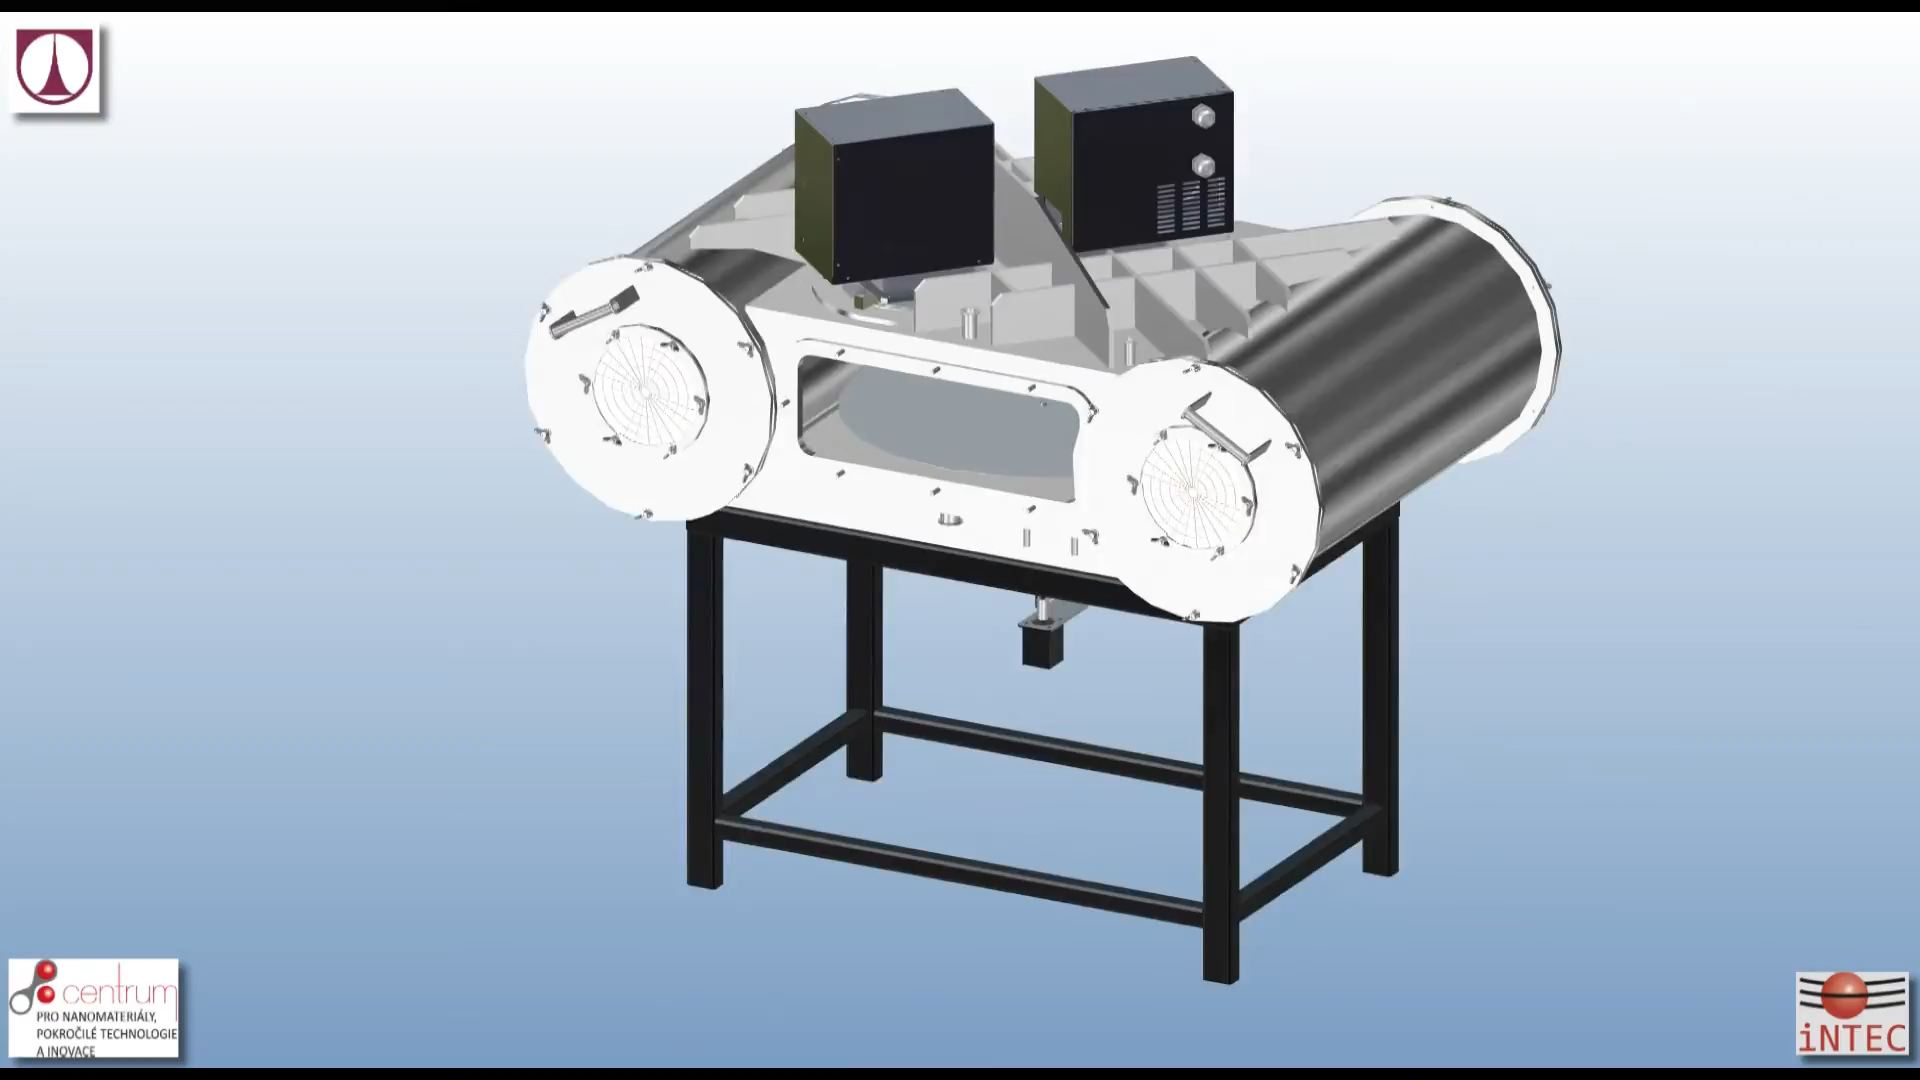 centrum
PRO NANOMATERIÁLY,
POKROČILÉ TECHNOLOGIE
A INOVACE
iNTEC